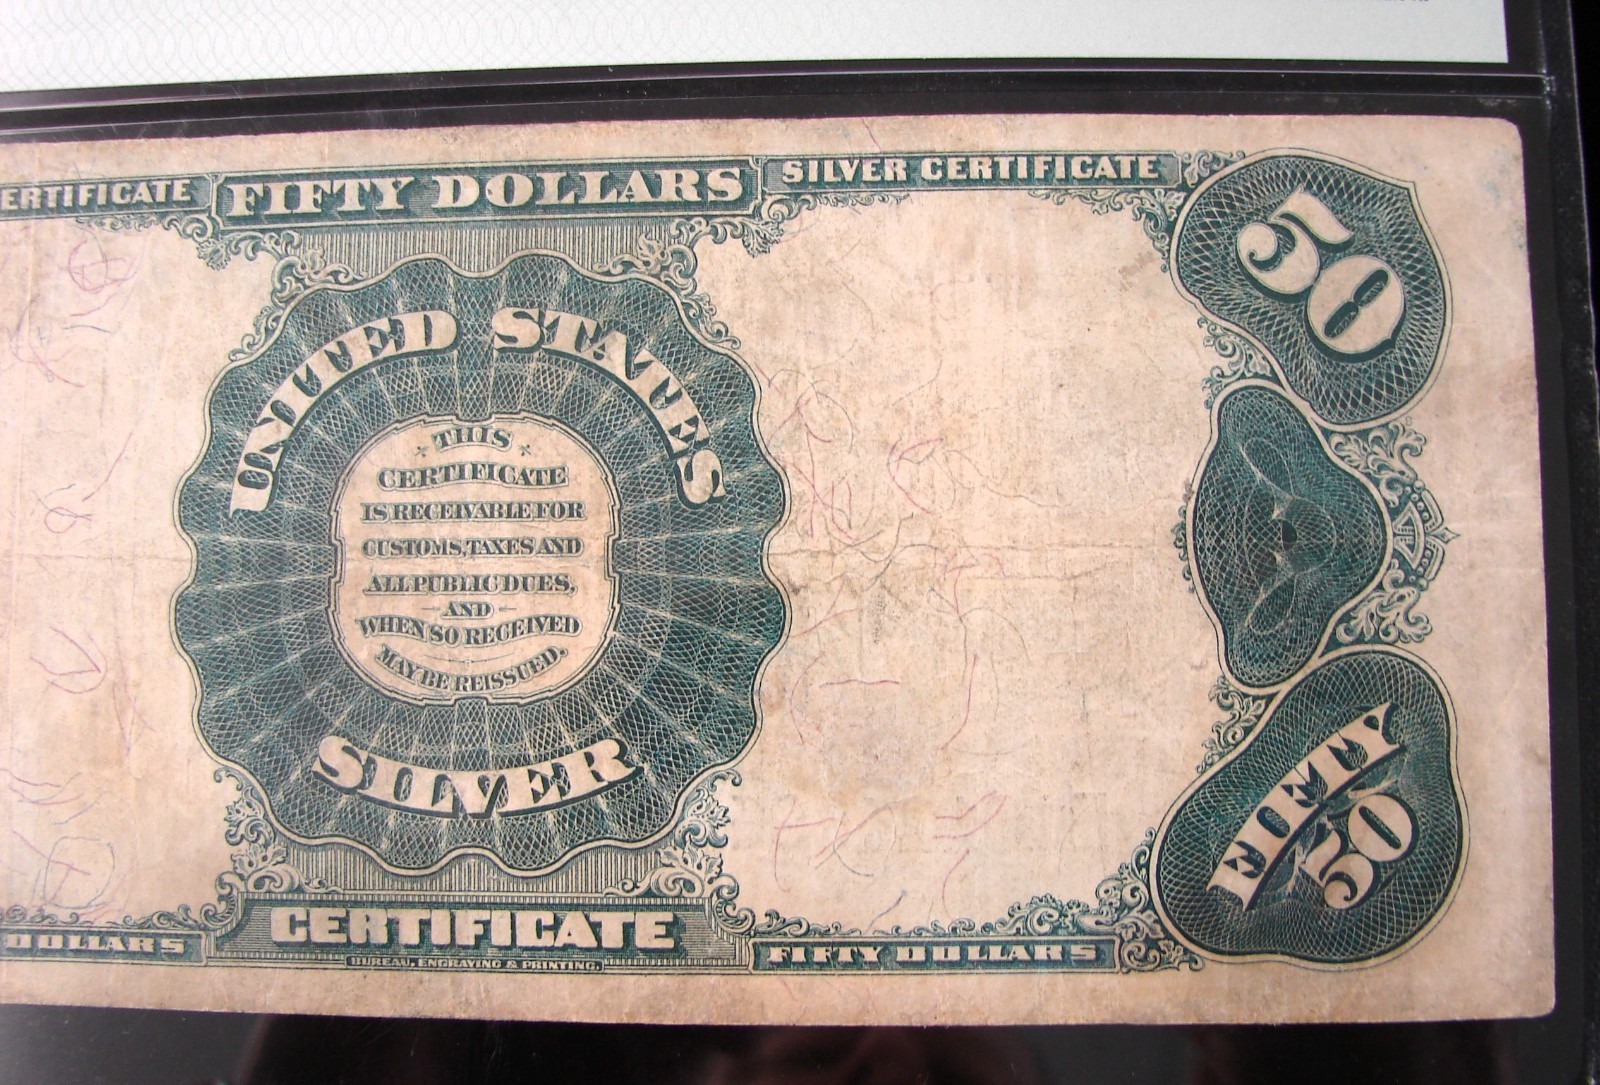 ERTIFICATE FIFTY DOLLARS SILVER CERTIFICATE
50
UNITED STATES
THIS
CERTIFICATE
IS RECEIVABLE FOR
CUSTOMS, TAXES AND
ALL PUBLIC DUES,
AND
WHEN SO RECEIVED
MAY BE REISSUED.
SILVER
FIFTY
50
CERTIFICATE
DOLLARS
FIFTY DOLLARS
BUREAU, ENGRAVING & PRINTING.